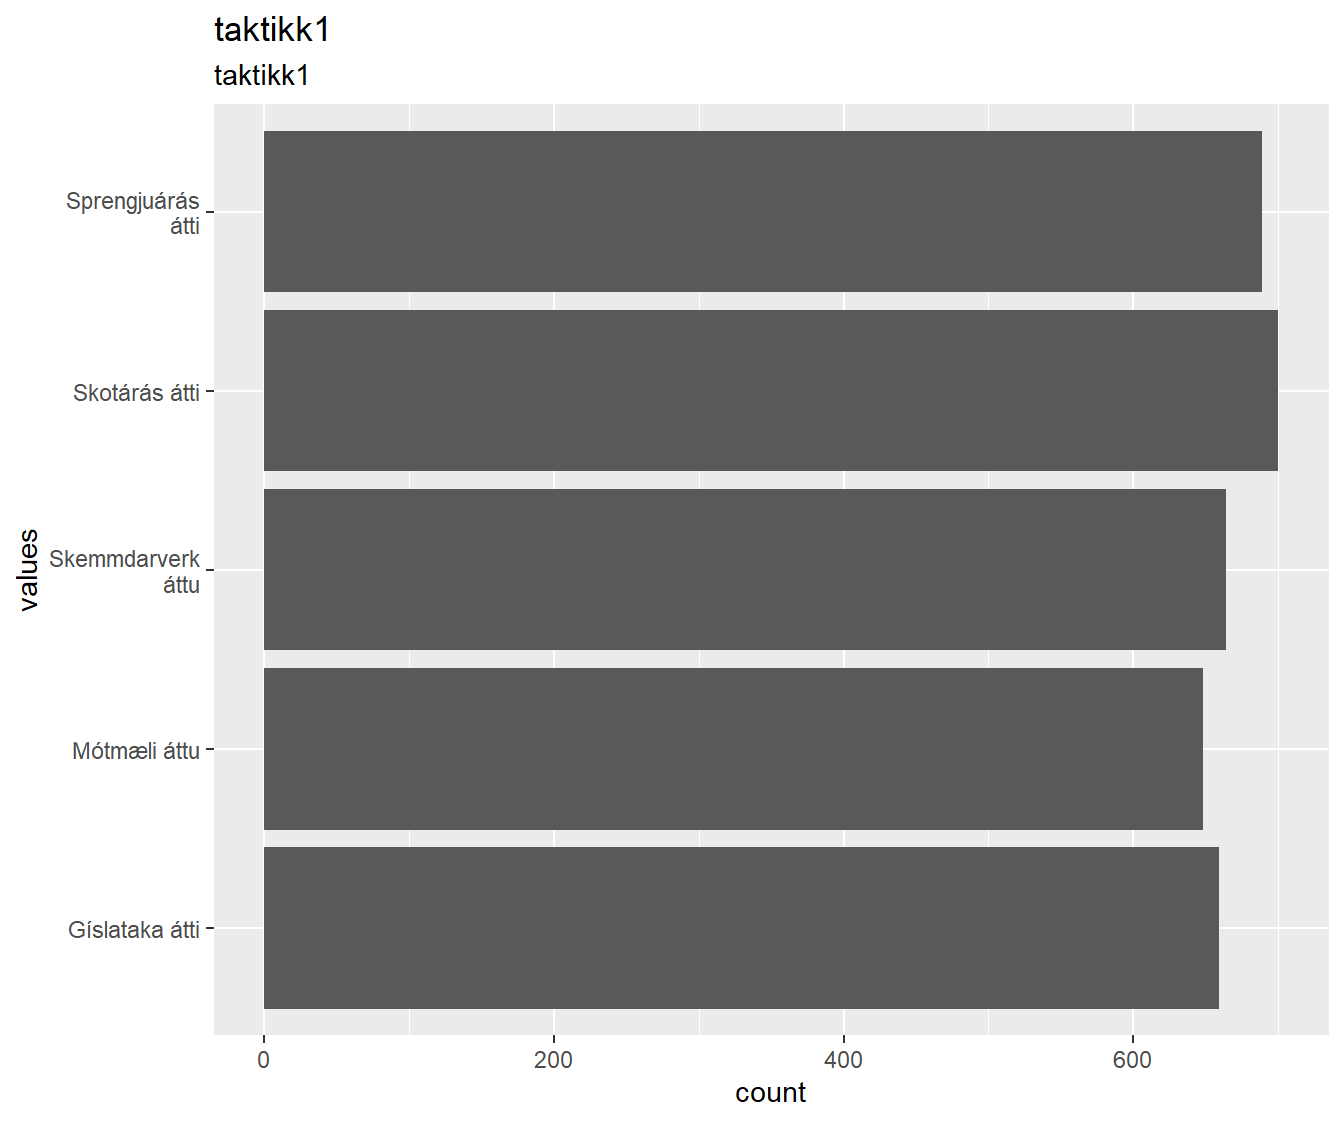 taktikk1
taktikk1
Sprengjuárás
átti
Skotárás átti
Skemmdarverk
áttu
Mótmæli áttu
Gíslataka átti
values
0
200
400
600
count